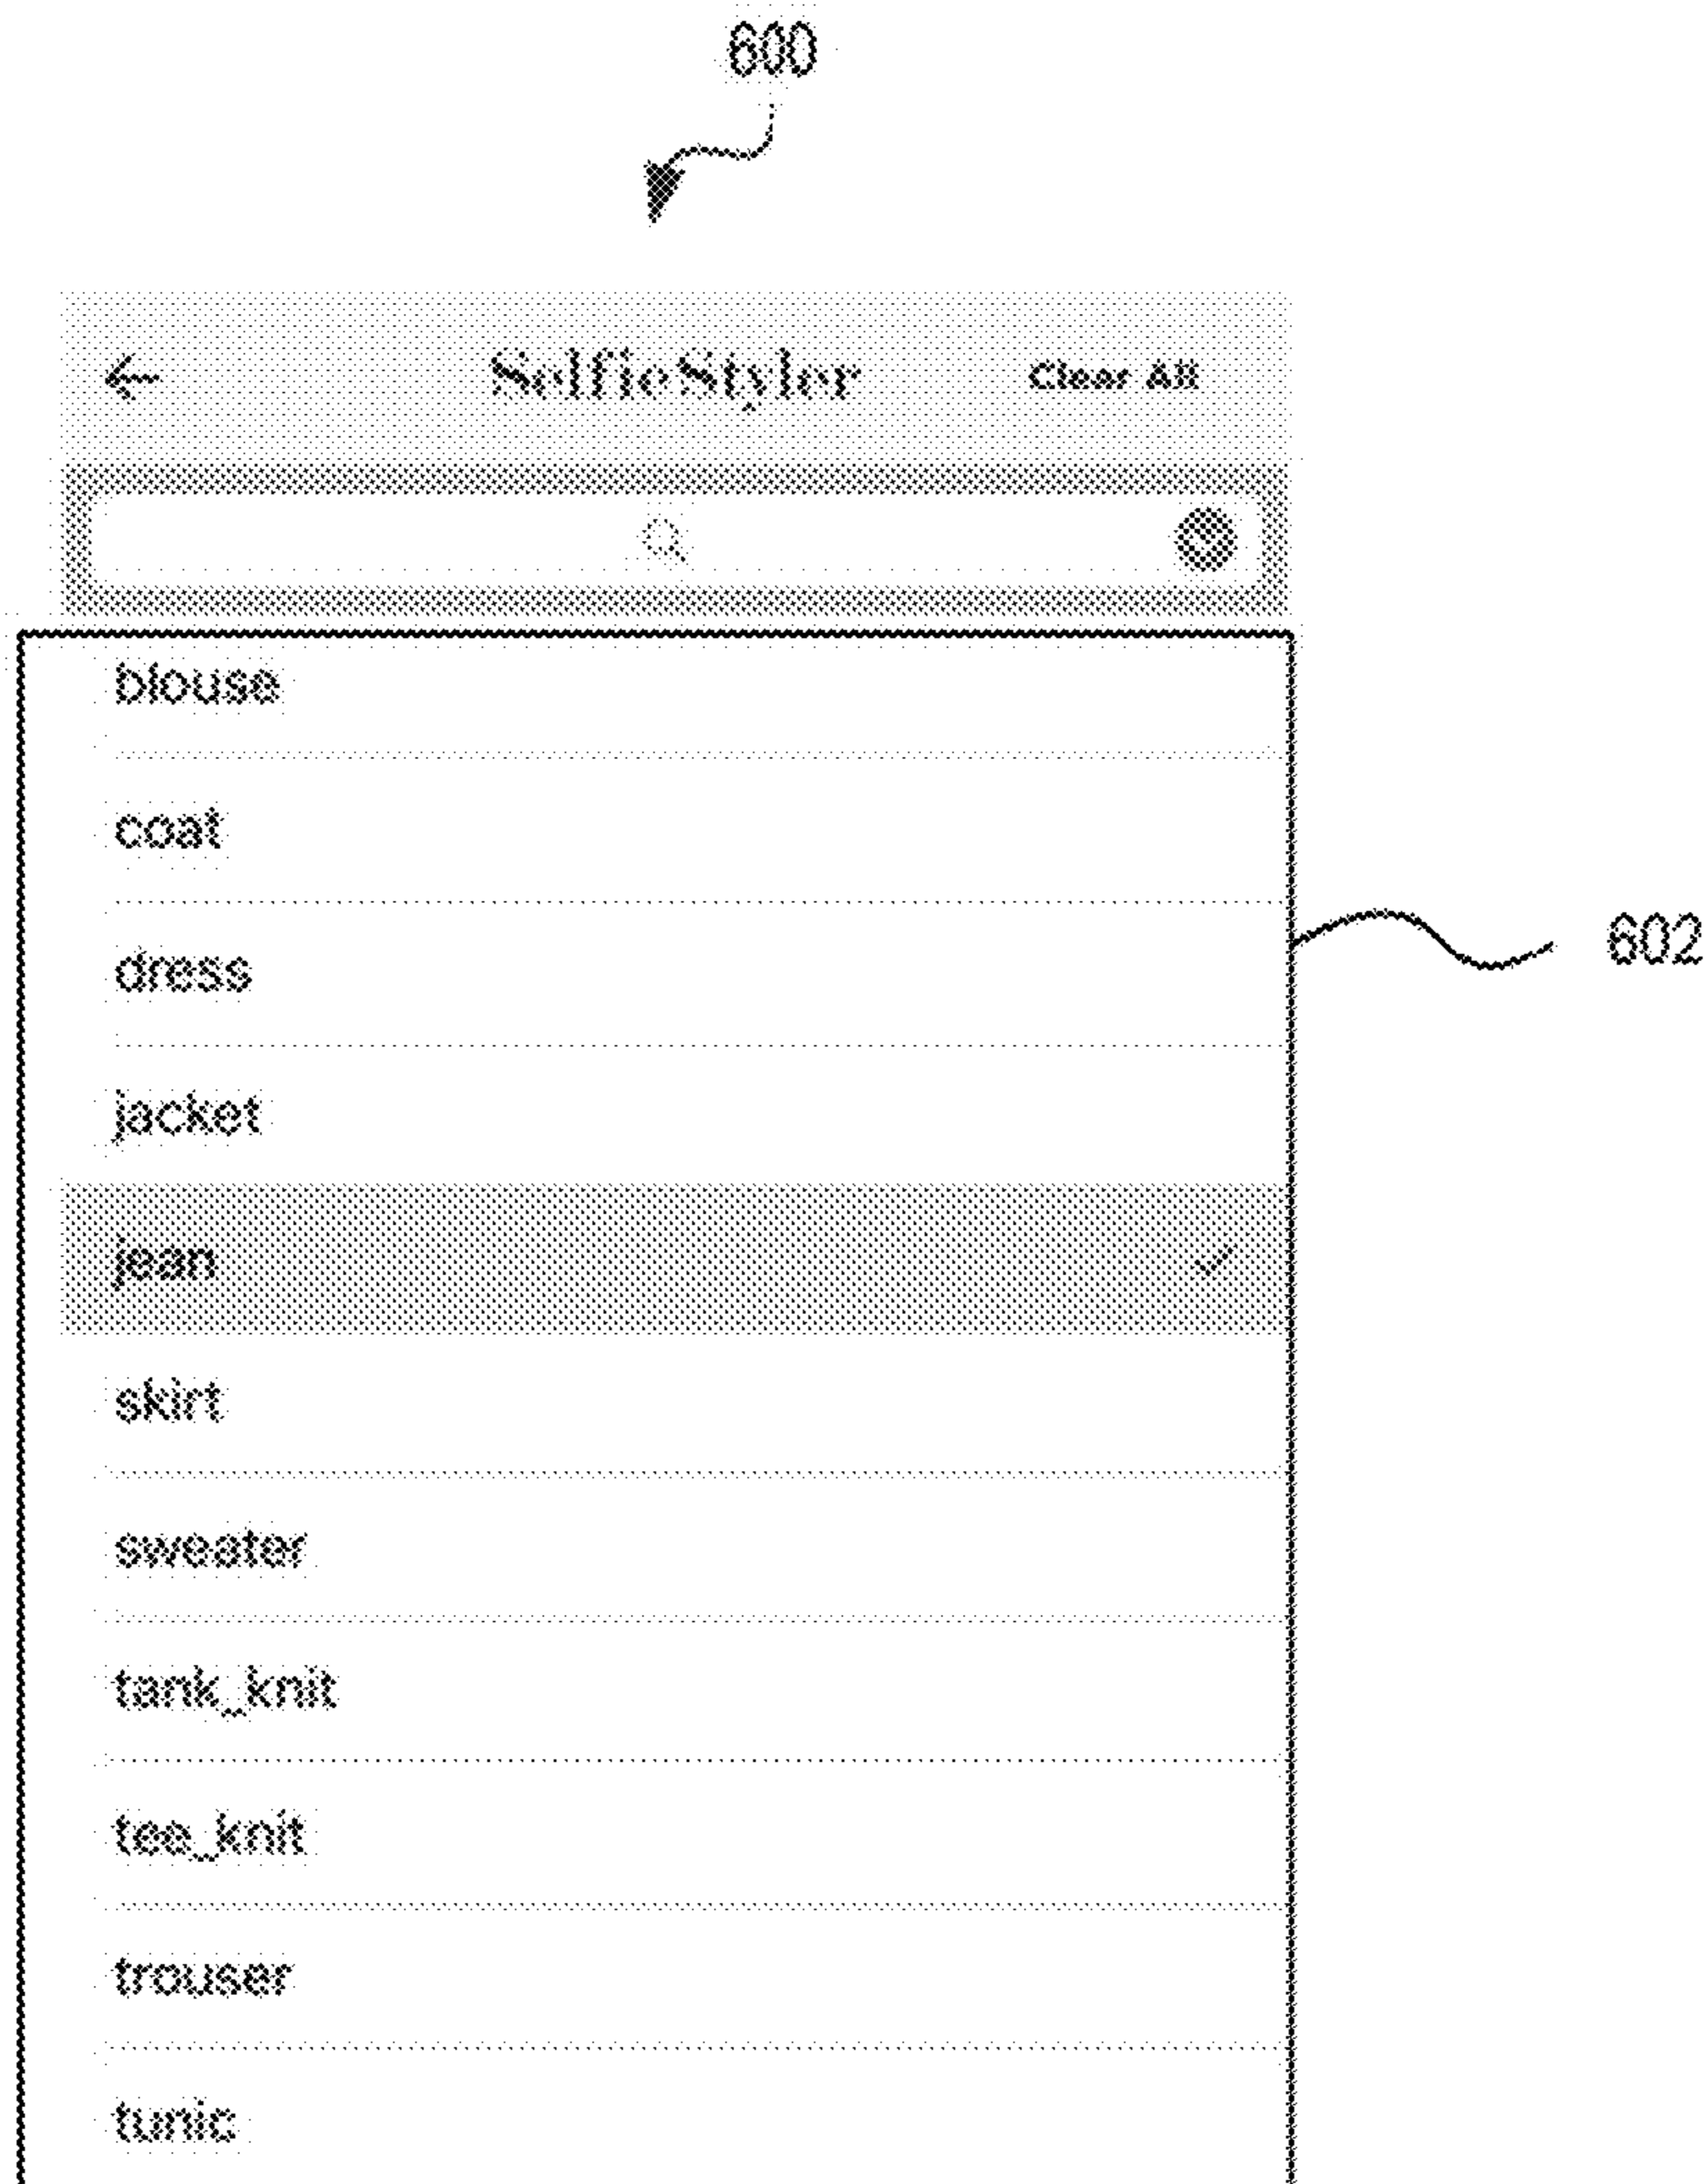 600
SelfieStyler Clear All
blouse
coat
dress
602
jacket
jean
skirt
sweater
tank_knit
tee_knit
trouser
tunic